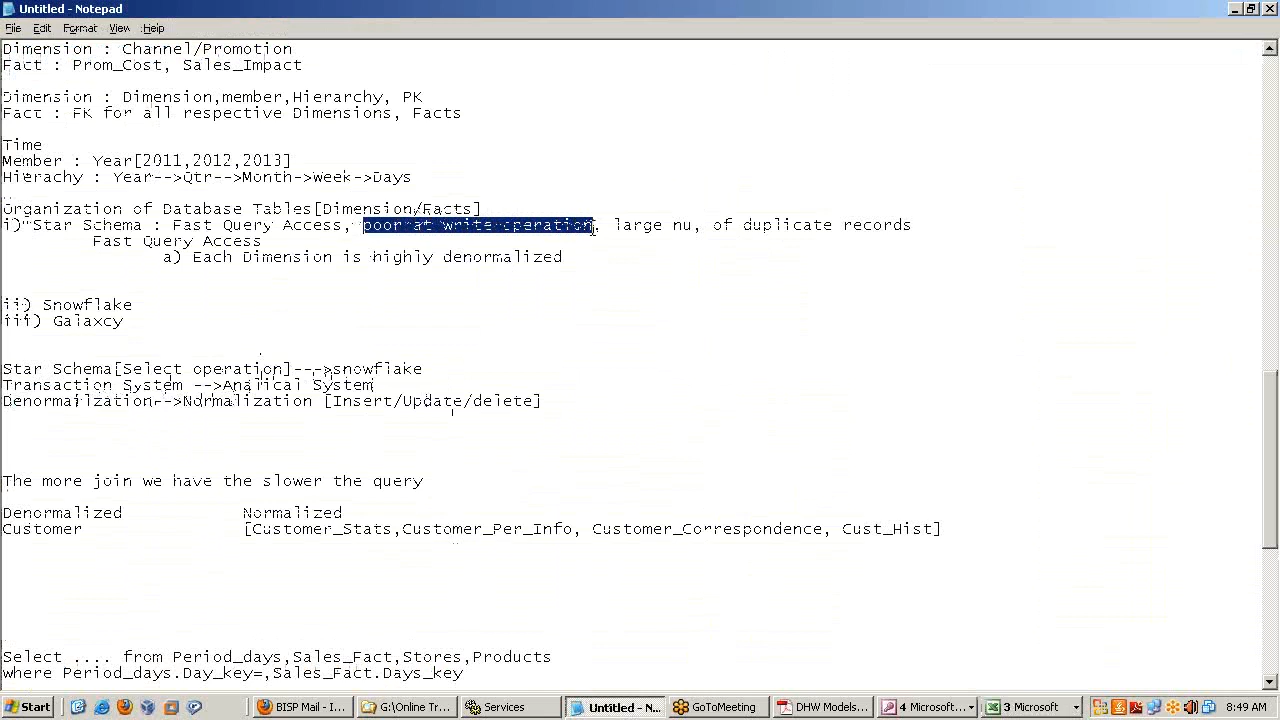 Untitled - Notepad
File Edit Format View Help
Dimension : Channel/Promotion
Fact : Prom_Cost, Sales_Impact
Dimension : Dimension,member,Hierarchy, PK
Fact : FK for all respective Dimensions, Facts
Time
Member : Year[2011,2012,2013]
Hierachy : Year-->Qtr-->Month->Week->Days
Organization of Database Tables[Dimension/Facts]
i) Star Schema : Fast Query Access, poor at write operation, large nu, of duplicate records
Fast Query Access
a) Each Dimension is highly denormalized
ii) Snowflake
iii) Galaxcy
Star Schema[Select operation]--->snowflake
Transaction System -->Analical System
Denormailzation-->Normalization [Insert/Update/delete]
The more join we have the slower the query
Denormalized Normalized
Customer [Customer_Stats,Customer_Per_Info, Customer_Correspondence, Cust_Hist]
Select .... from Period_days,Sales_Fact,Stores,Products
where Period_days.Day_key=,Sales_Fact.Days_key
Start BISP Mail - I... G:\Online Tr... Services Untitled - N... GoToMeeting DHW Models... 4 Microsoft... 3 Microsoft 8:49 AM